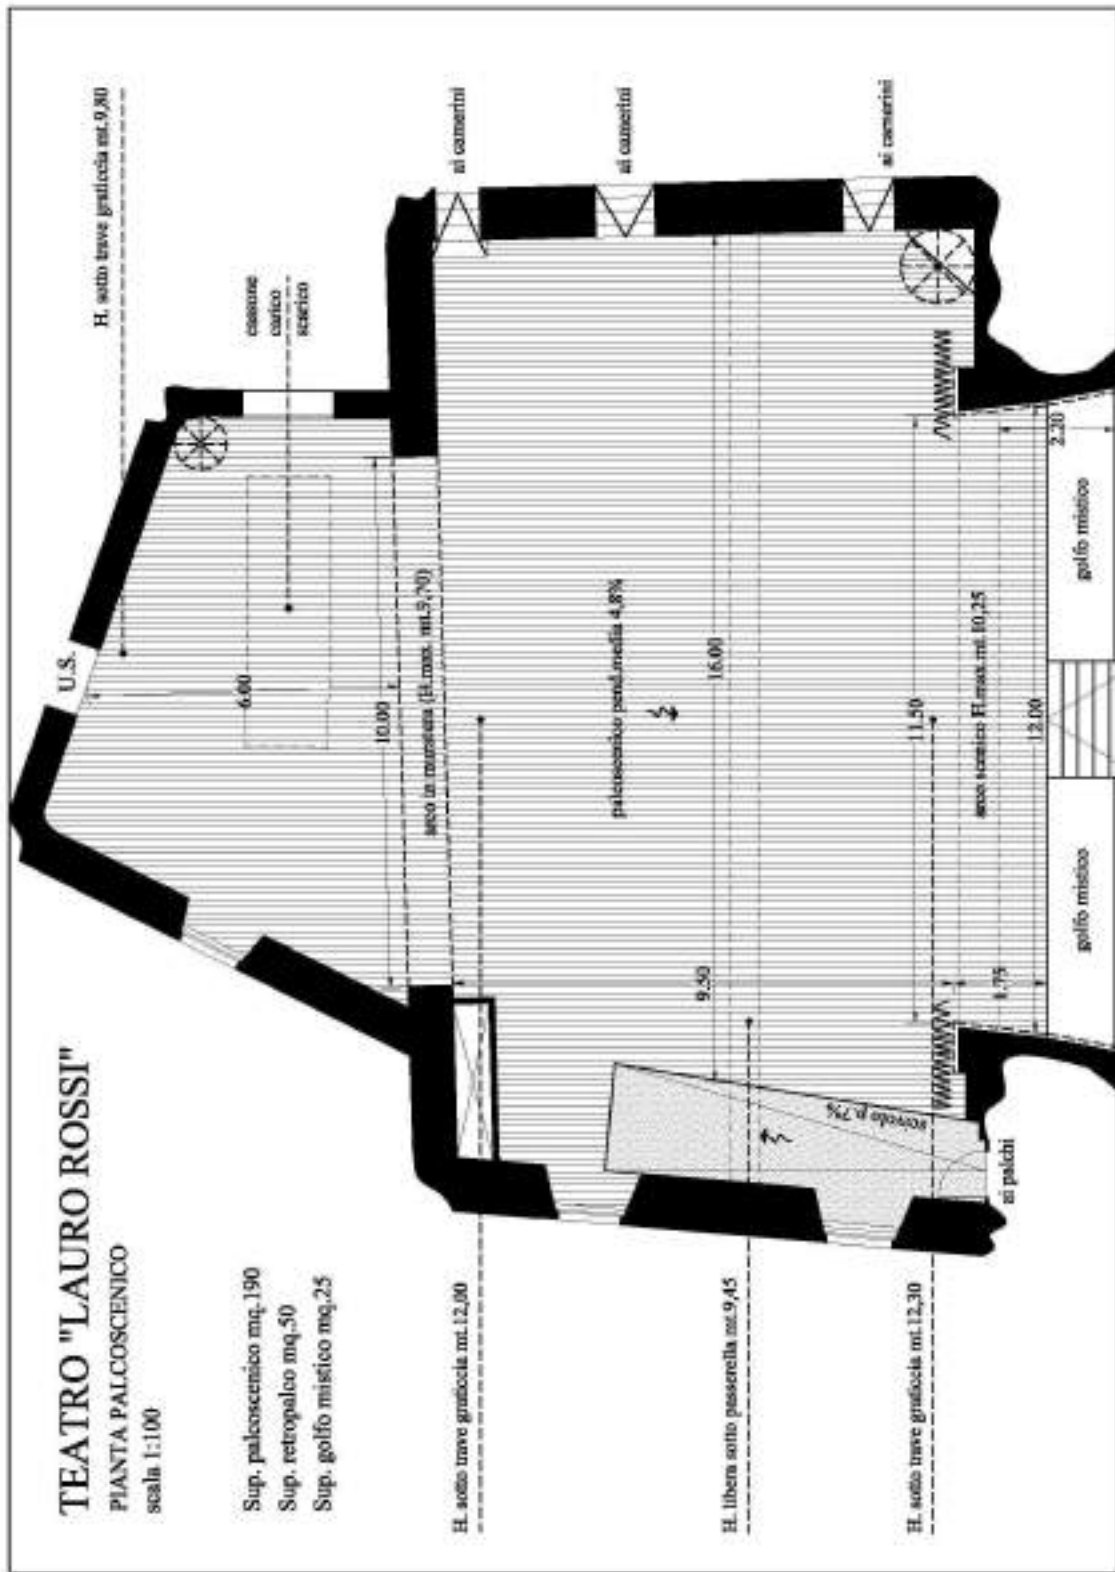 TEATRO "LAURO ROSSI"
PIANTA PALCOSCENICO
scala 1:100
Sup. palcoscenico mq.190
Sup. retropalco mq.50
Sup. golfo mistico mq.25
H. sotto trave graticcia mt.9,80
U.S.
cassone
carico
scarico
6.00
10.00
arco in muratura (H.max. mt.9,70)
ai camerini
ai camerini
ai camerini
H. sotto trave graticcia mt.12,00
palcoscenico pend.media 4,8%
16.00
9.50
H. libera sotto passerella mt.9,45
scivolo p.7%
H. sotto trave graticcia mt.12,30
11.50
arco scenico H.max mt.10,25
12.00
1.75
2.20
ai palchi
golfo mistico
golfo mistico